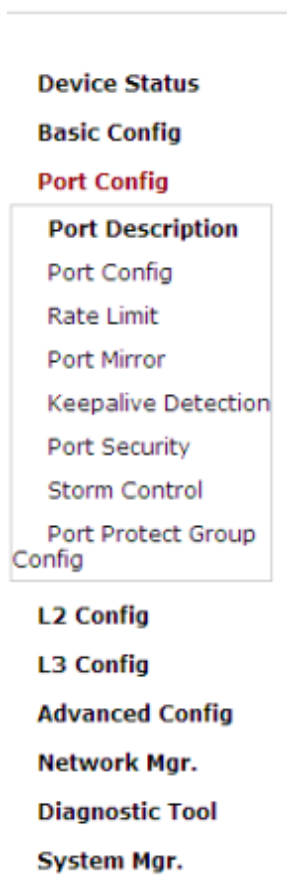 Device Status
Basic Config
Port Config
Port Description
Port Config
Rate Limit
Port Mirror
Keepalive Detection
Port Security
Storm Control
Port Protect Group
Config
L2 Config
L3 Config
Advanced Config
Network Mgr.
Diagnostic Tool
System Mgr.